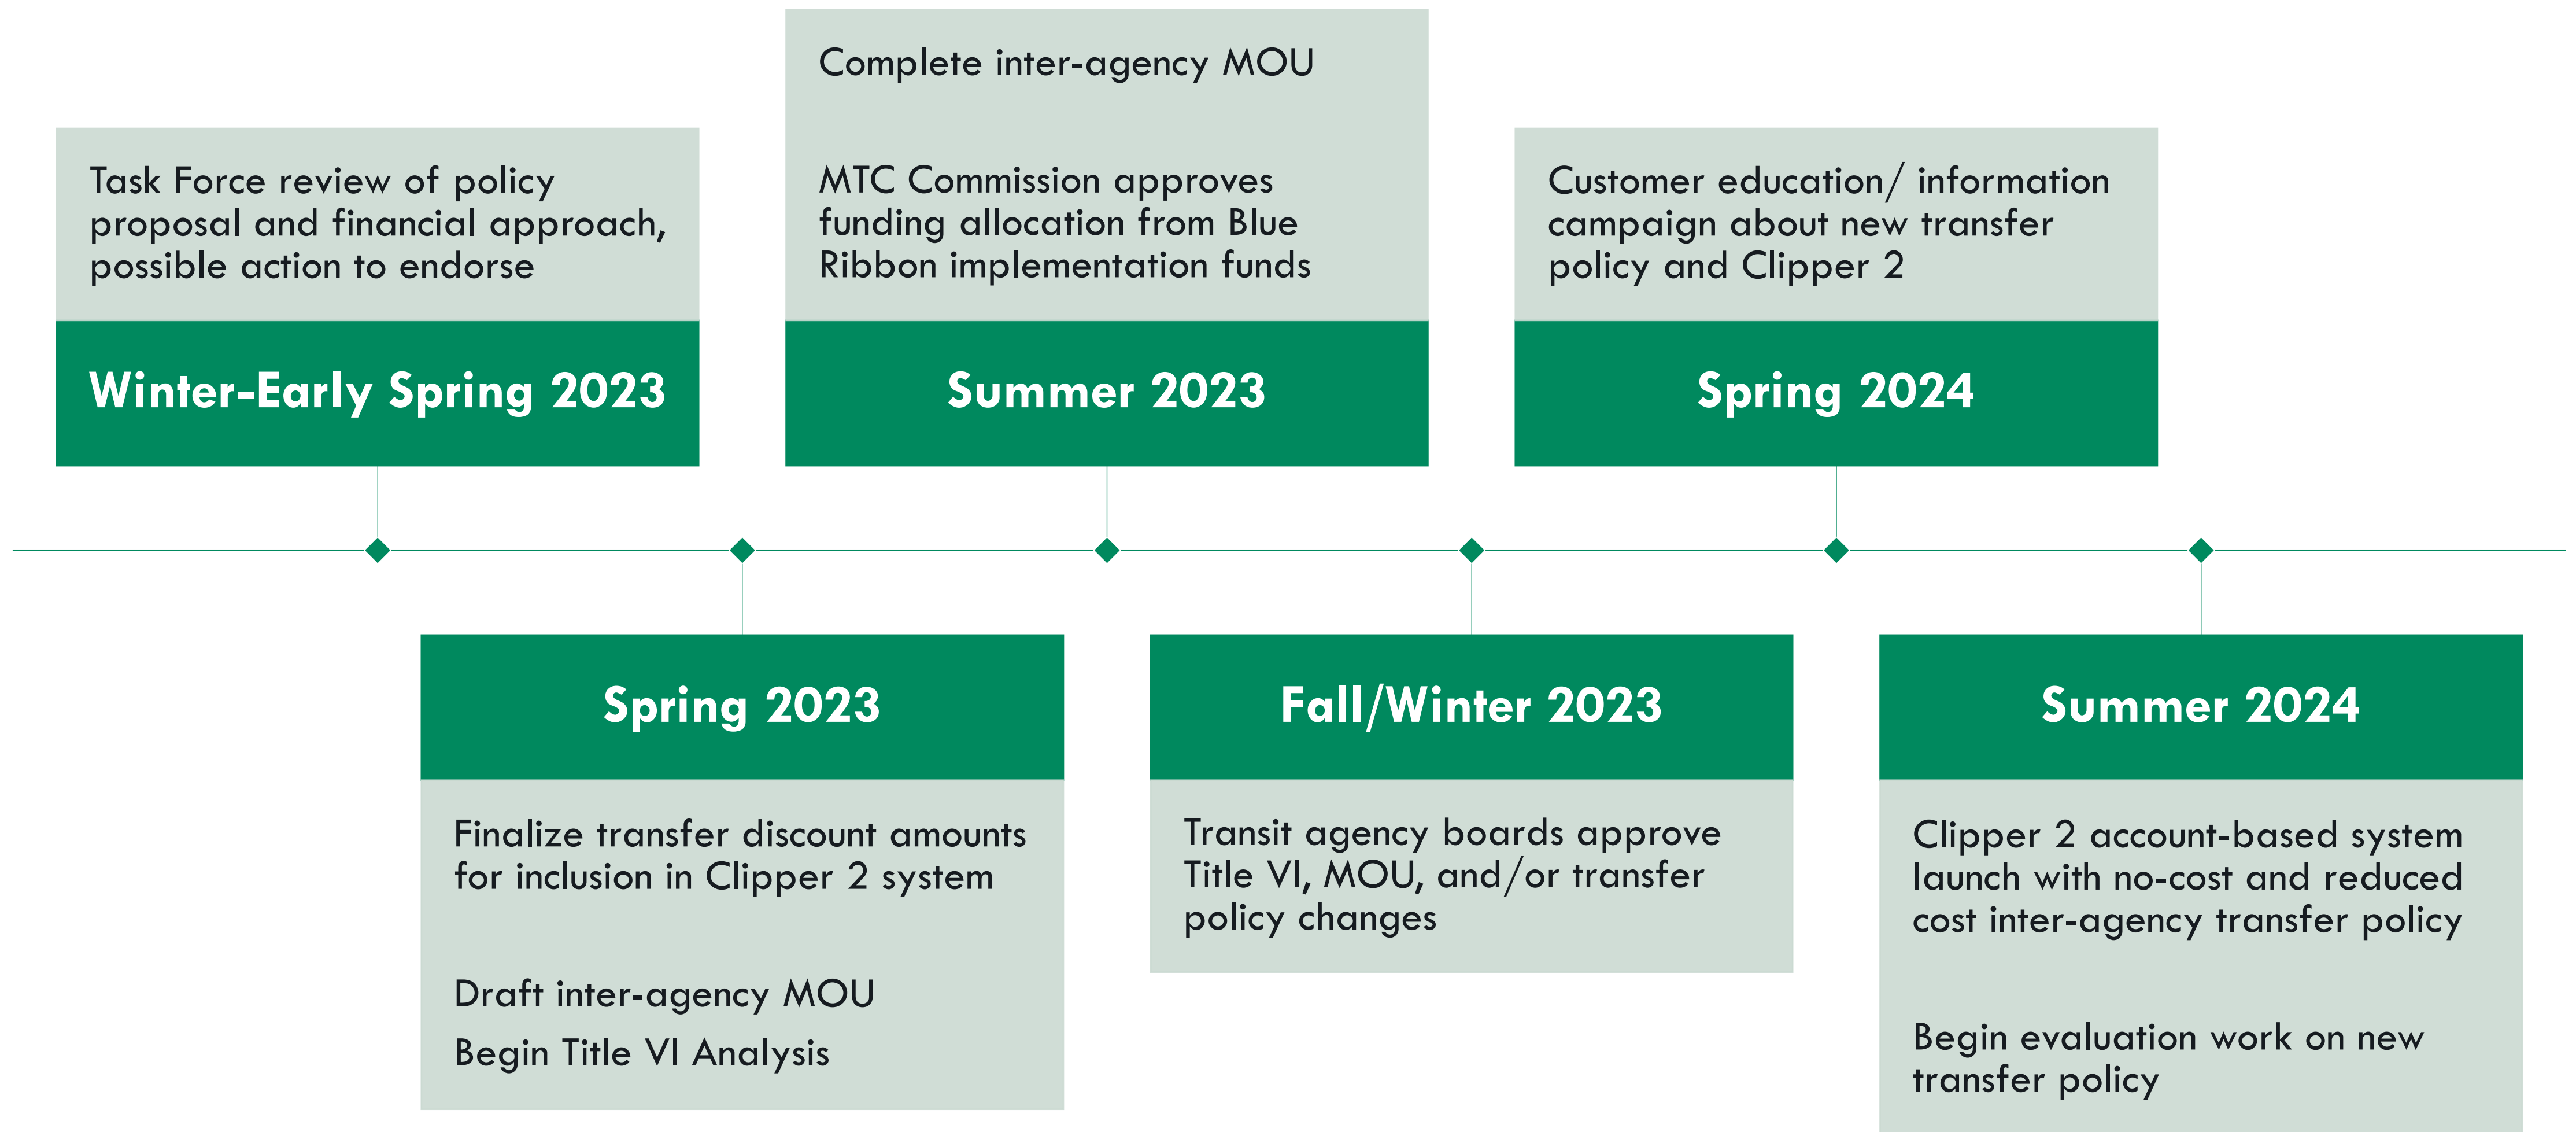 Task Force review of policy
proposal and financial approach,
possible action to endorse
Winter-Early Spring 2023
Spring 2023
Finalize transfer discount amounts
for inclusion in Clipper 2 system
Draft inter-agency MOU
Begin Title VI Analysis
Complete inter-agency MOU
MTC Commission approves
funding allocation from Blue
Ribbon implementation funds
Summer 2023
Fall/Winter 2023
Transit agency boards approve
Title VI, MOU, and/or transfer
policy changes
Customer education/ information
campaign about new transfer
policy and Clipper 2
Spring 2024
Summer 2024
Clipper 2 account-based system
launch with no-cost and reduced
cost inter-agency transfer policy
Begin evaluation work on new
transfer policy